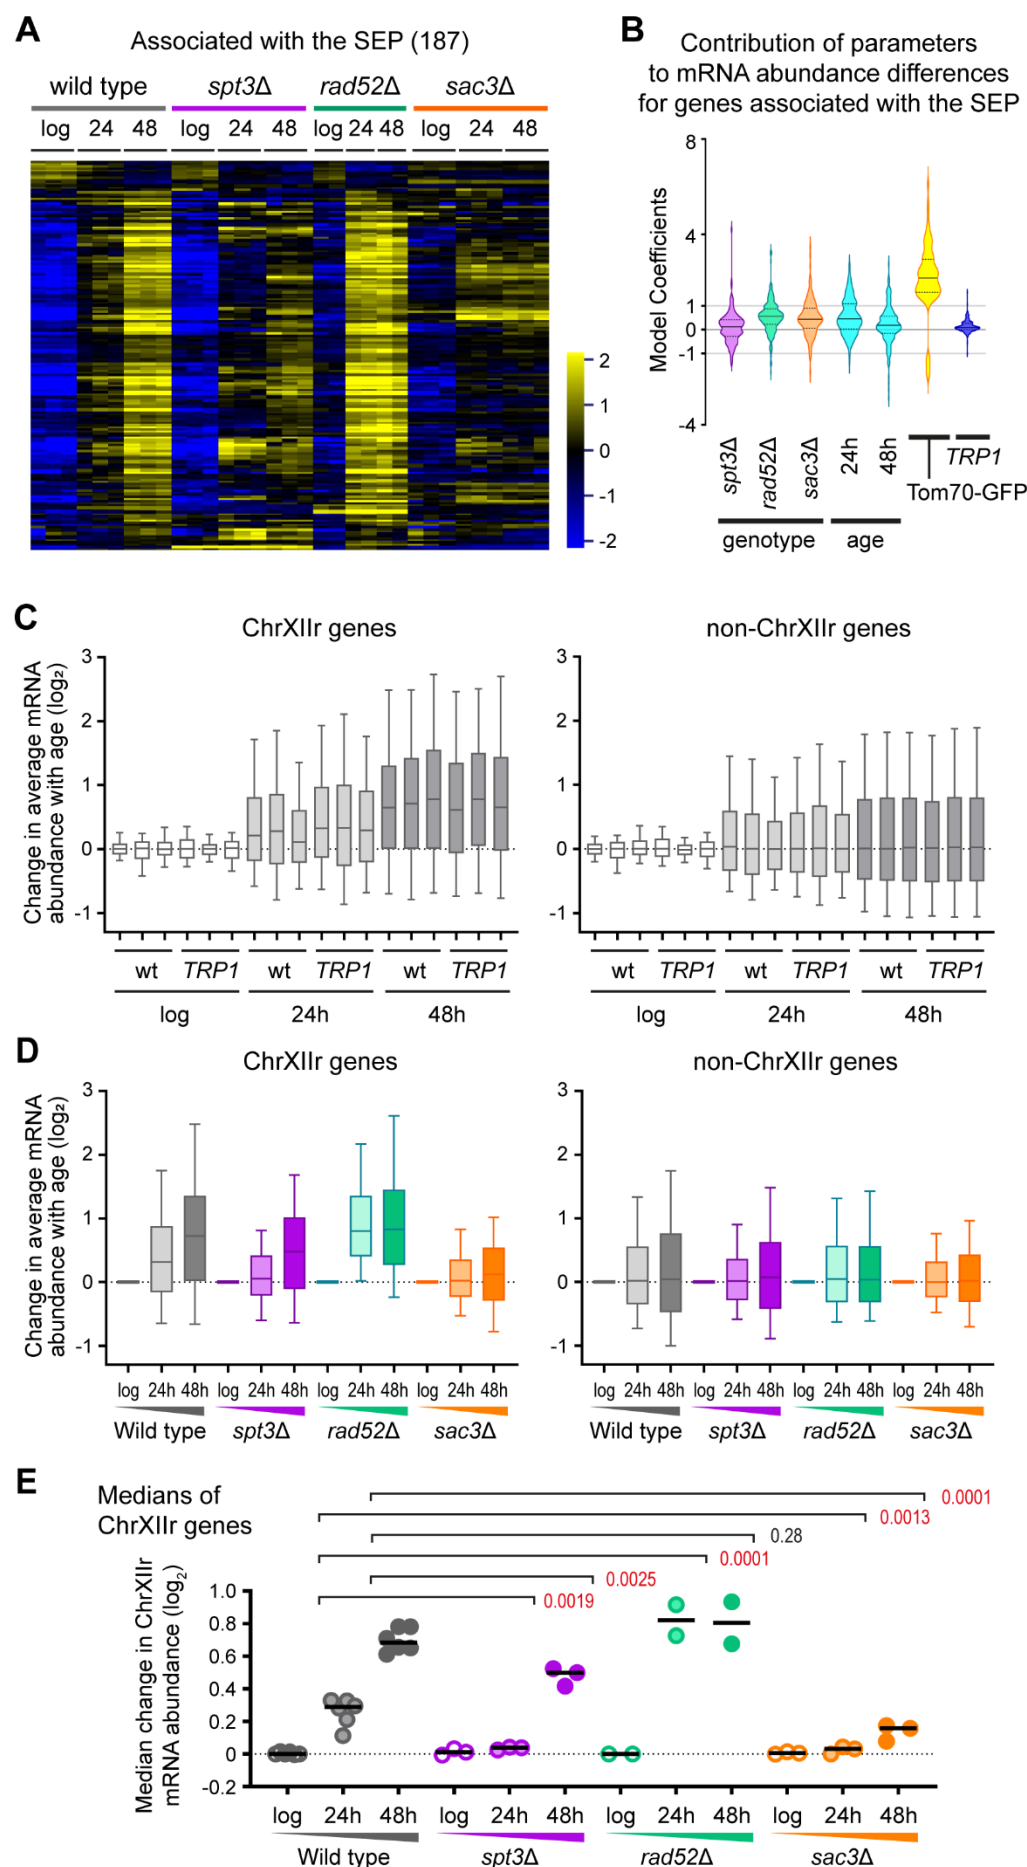 A
Associated with the SEP (187)
wild type spt3Δ rad52Δ sac3Δ
log 24 48 log 24 48 log 24 48 log 24 48
2
1
0
-1
-2
B
Contribution of parameters
to mRNA abundance differences
for genes associated with the SEP
Model Coefficients
8
4
1
0
-1
-4
spt3Δ rad52Δ sac3Δ 24h 48h TRP1
Tom70-GFP
genotype age
C
ChrXIIr genes
Change in average mRNA
abundance with age (log₂)
3
2
1
0
-1
wt TRP1 wt TRP1 wt TRP1
log 24h 48h
non-ChrXIIr genes
3
2
1
0
-1
wt TRP1 wt TRP1 wt TRP1
log 24h 48h
D
ChrXIIr genes
Change in average mRNA
abundance with age (log₂)
3
2
1
0
-1
log 24h 48h log 24h 48h log 24h 48h log 24h 48h
Wild type spt3Δ rad52Δ sac3Δ
non-ChrXIIr genes
3
2
1
0
-1
log 24h 48h log 24h 48h log 24h 48h log 24h 48h
Wild type spt3Δ rad52Δ sac3Δ
E
Medians of
ChrXIIr genes
0.0001
0.0013
0.28
0.0001
0.0025
0.0019
Median change in ChrXIIr
mRNA abundance (log₂)
1.0
0.8
0.6
0.4
0.2
0
-0.2
log 24h 48h log 24h 48h log 24h 48h log 24h 48h
Wild type spt3Δ rad52Δ sac3Δ